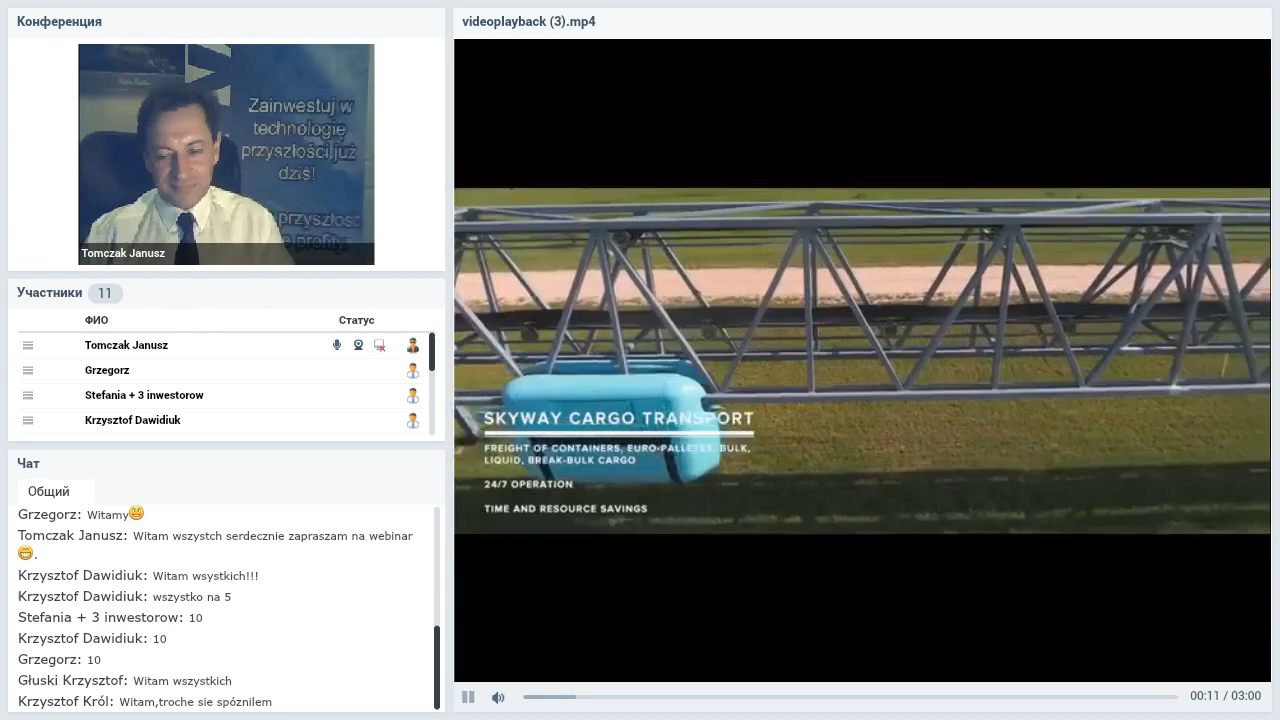 Конференция
Zainwestuj w
technologię
przyszłości już
dziś!
przyszłość
profity
Tomczak Janusz
Участники 11
ФИО Статус
Tomczak Janusz
Grzegorz
Stefania + 3 inwestorow
Krzysztof Dawidiuk
Чат
Общий
Grzegorz: Witamy
Tomczak Janusz: Witam wszystch serdecznie zapraszam na webinar
.
Krzysztof Dawidiuk: Witam wsystkich!!!
Krzysztof Dawidiuk: wszystko na 5
Stefania + 3 inwestorow: 10
Krzysztof Dawidiuk: 10
Grzegorz: 10
Głuski Krzysztof: Witam wszystkich
Krzysztof Król: Witam,troche sie spóznilem
videoplayback (3).mp4
SKYWAY CARGO TRANSPORT
FREIGHT OF CONTAINERS, EURO-PALLETES, BULK,
LIQUID, BREAK-BULK CARGO
24/7 OPERATION
TIME AND RESOURCE SAVINGS
00:11 / 03:00